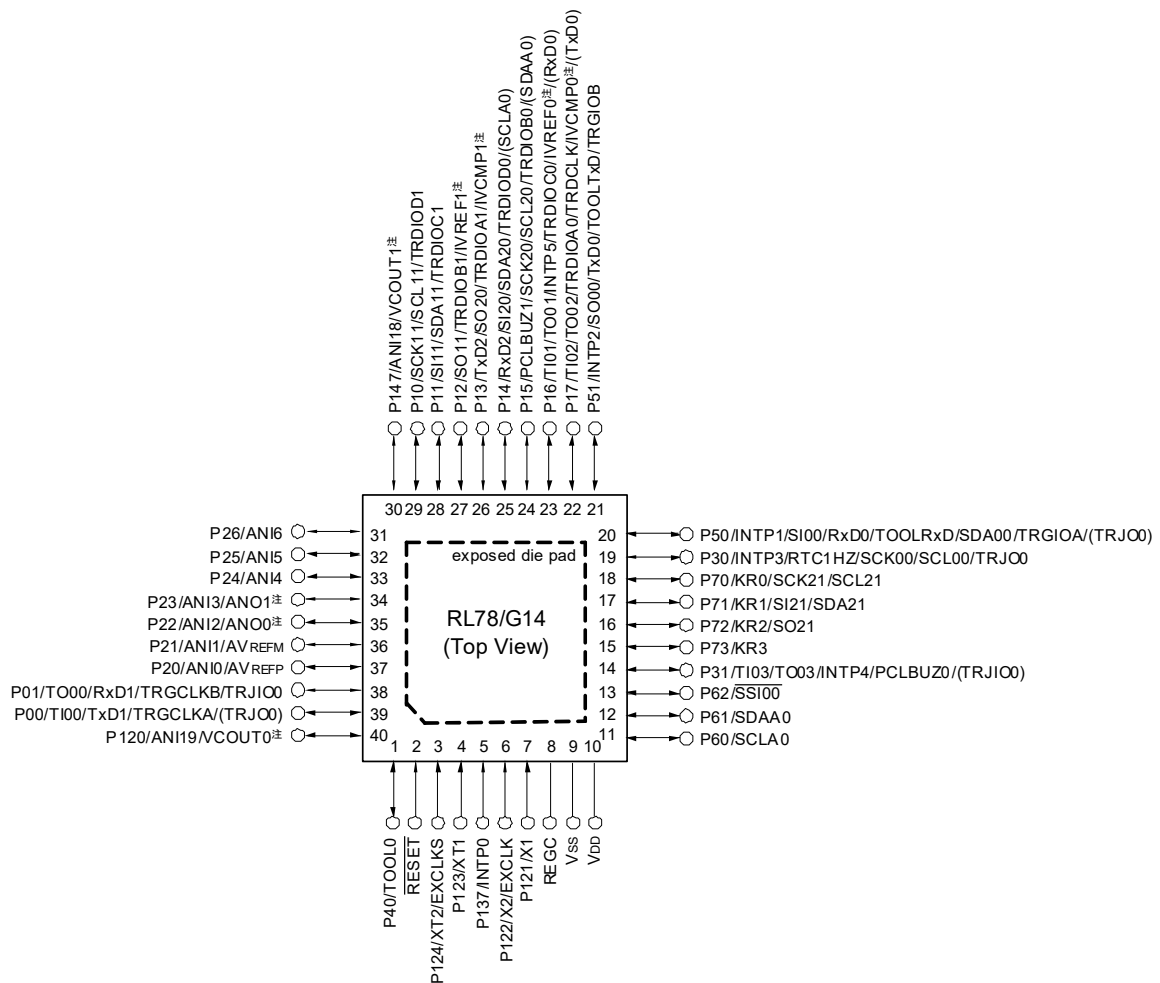 P147/ANI18/VCOUT1注
P10/SCK11/SCL11/TRDIOD1
P11/SI11/SDA11/TRDIOC1
P12/SO11/TRDIOB1/IVREF1注
P13/TxD2/SO20/TRDIOA1/IVCMP1注
P14/RxD2/SI20/SDA20/TRDIOD0/(SCLA0)
P15/PCLBUZ1/SCK20/SCL20/TRDIOB0/(SDAA0)
P16/TI01/TO01/INTP5/TRDIOC0/IVREF0注/(RxD0)
P17/TI02/TO02/TRDIOA0/TRDCLK/IVCMP0注/(TxD0)
P51/INTP2/SO00/TxD0/TOOLTxD/TRGIOB
30 29 28 27 26 25 24 23 22 21
P26/ANI6 31
P25/ANI5 32
P24/ANI4 33
P23/ANI3/ANO1注 34
P22/ANI2/ANO0注 35
P21/ANI1/AVREFM 36
P20/ANI0/AVREFP 37
P01/TO00/RxD1/TRGCLKB/TRJIO0 38
P00/TI00/TxD1/TRGCLKA/(TRJO0) 39
P120/ANI19/VCOUT0注 40
exposed die pad
RL78/G14
(Top View)
20 P50/INTP1/SI00/RxD0/TOOLRxD/SDA00/TRGIOA/(TRJO0)
19 P30/INTP3/RTC1HZ/SCK00/SCL00/TRJO0
18 P70/KR0/SCK21/SCL21
17 P71/KR1/SI21/SDA21
16 P72/KR2/SO21
15 P73/KR3
14 P31/TI03/TO03/INTP4/PCLBUZ0/(TRJIO0)
13 P62/SSI00
12 P61/SDAA0
11 P60/SCLA0
1 2 3 4 5 6 7 8 9 10
P40/TOOL0
RESET
P124/XT2/EXCLKS
P123/XT1
P137/INTP0
P122/X2/EXCLK
P121/X1
REGC
VSS
VDD